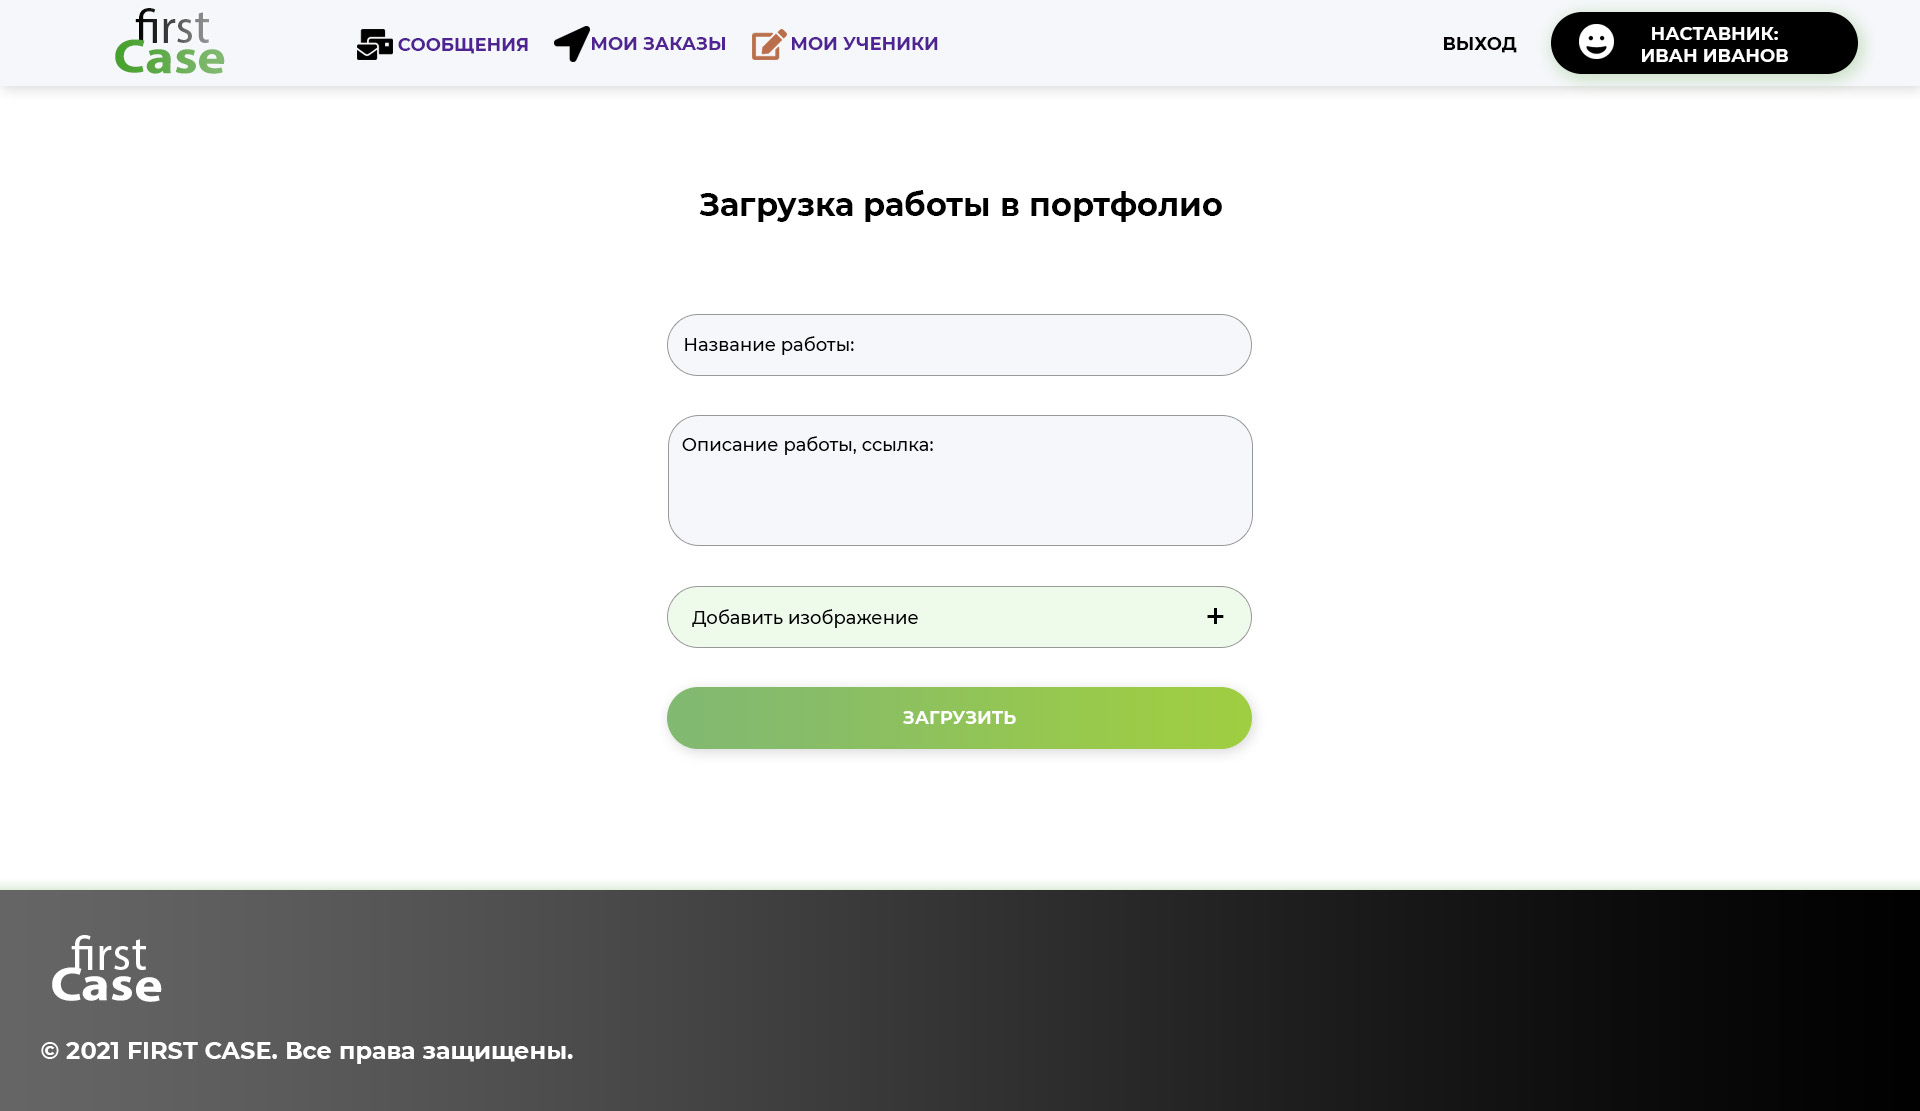 first
Case
СООБЩЕНИЯ
МОИ ЗАКАЗЫ
МОИ УЧЕНИКИ
ВЫХОД
НАСТАВНИК:
ИВАН ИВАНОВ
Загрузка работы в портфолио
Название работы:
Описание работы, ссылка:
Добавить изображение +
ЗАГРУЗИТЬ
first
Case
© 2021 FIRST CASE. Все права защищены.